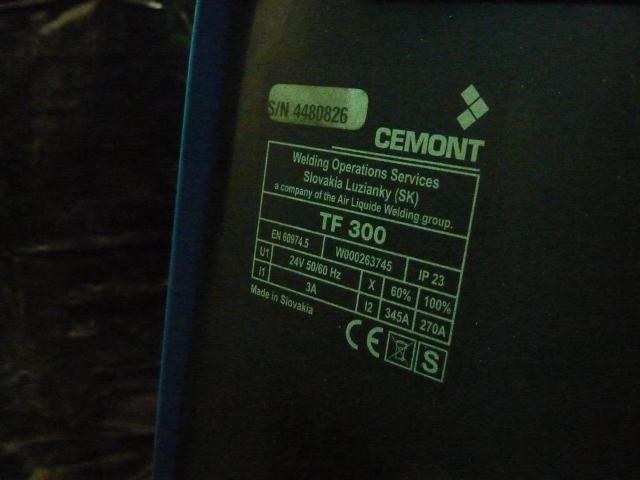 S/N 4480826
CEMONT
Welding Operations Services
Slovakia Luzianky (SK)
a company of the Air Liquide Welding group.
TF 300
EN 60974.5 W000263745 IP 23
U1 24V 50/60 Hz X 60% 100%
I1 3A I2 345A 270A
Made in Slovakia
CE S